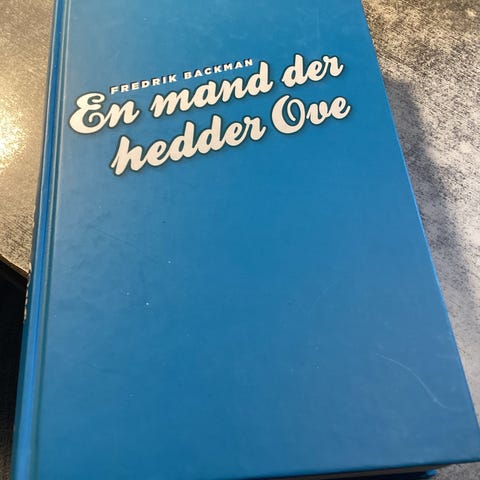 FREDRIK BACKMAN
En mand der
hedder Ove